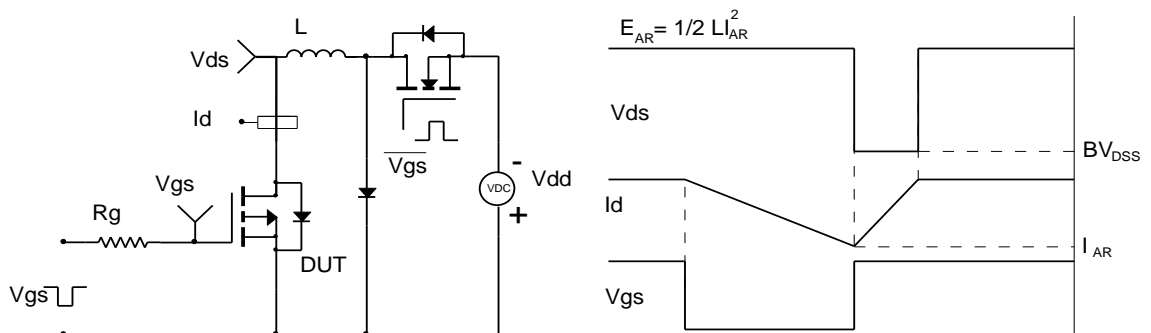 L
Vds
Id
Vgs
Vgs
Rg
DUT
Vgs
VDC
-
+
Vdd
E_AR = 1/2 LI_AR^2
Vds
BV_DSS
Id
I_AR
Vgs